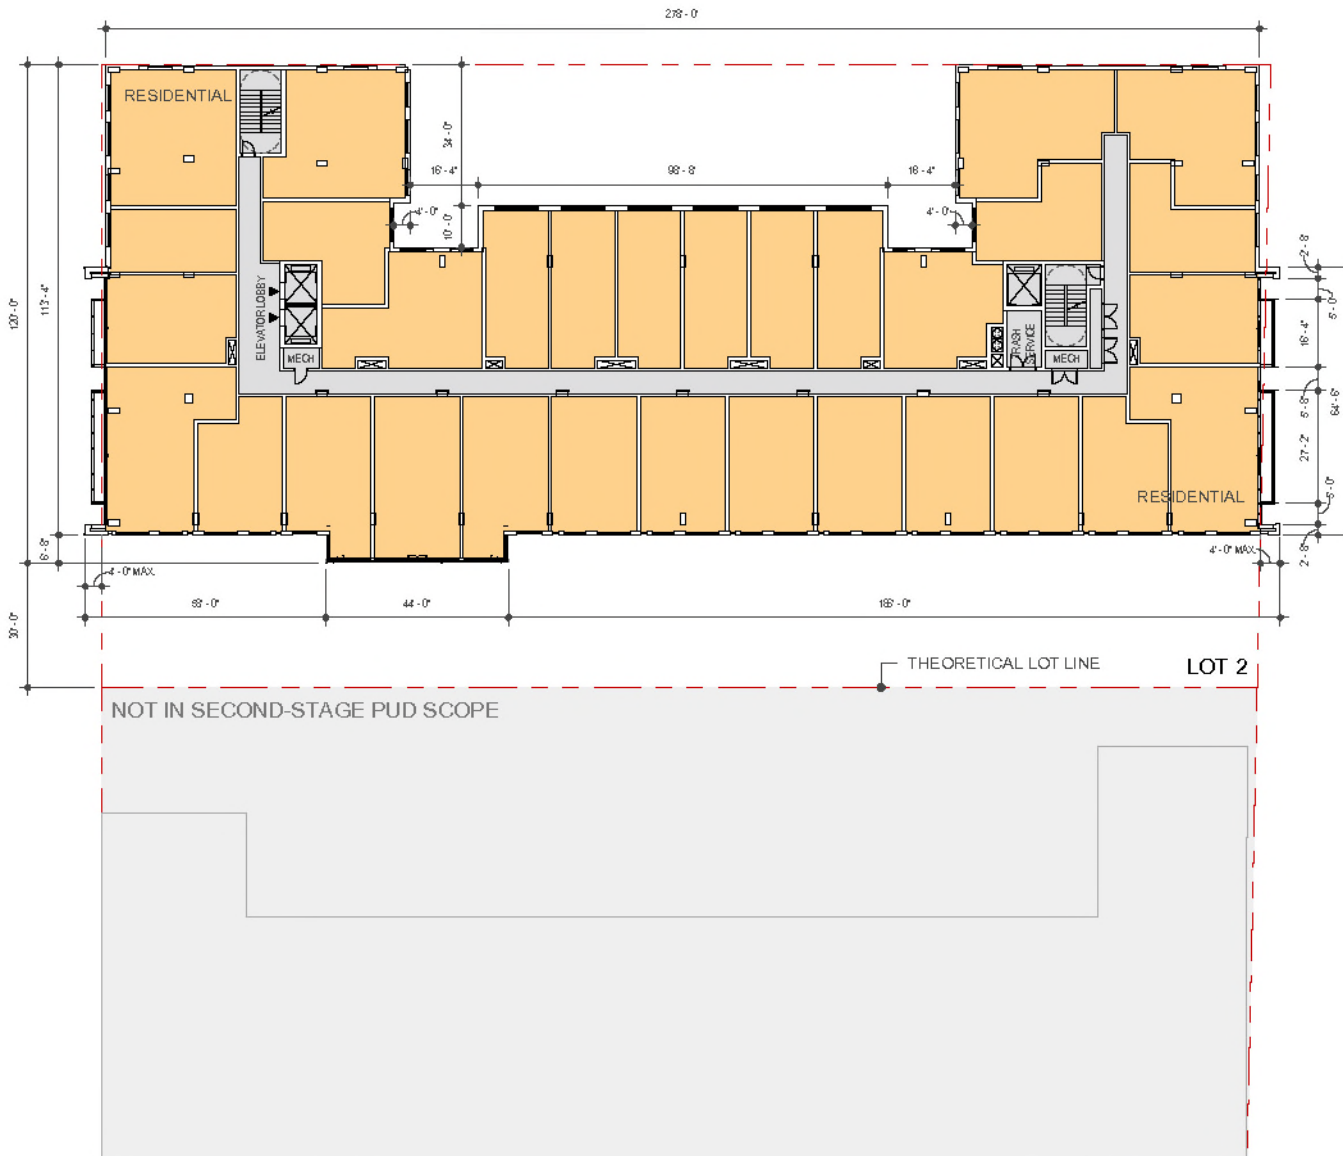 278'-0"
RESIDENTIAL
34'-0"
16'-4"
98'-8"
16'-4"
4'-0"
10'-0"
4'-0"
2'-8"
120'-0"
113'-4"
ELEVATOR LOBBY
5'-0"
16'-4"
TRASH
SERVICE
MECH
MECH
5'-8"
64'-6"
27'-2"
RESIDENTIAL
5'-0"
6'-8"
4'-0" MAX.
4'-0" MAX
2'-8"
58'-0"
44'-0"
186'-0"
30'-0"
THEORETICAL LOT LINE
LOT 2
NOT IN SECOND-STAGE PUD SCOPE